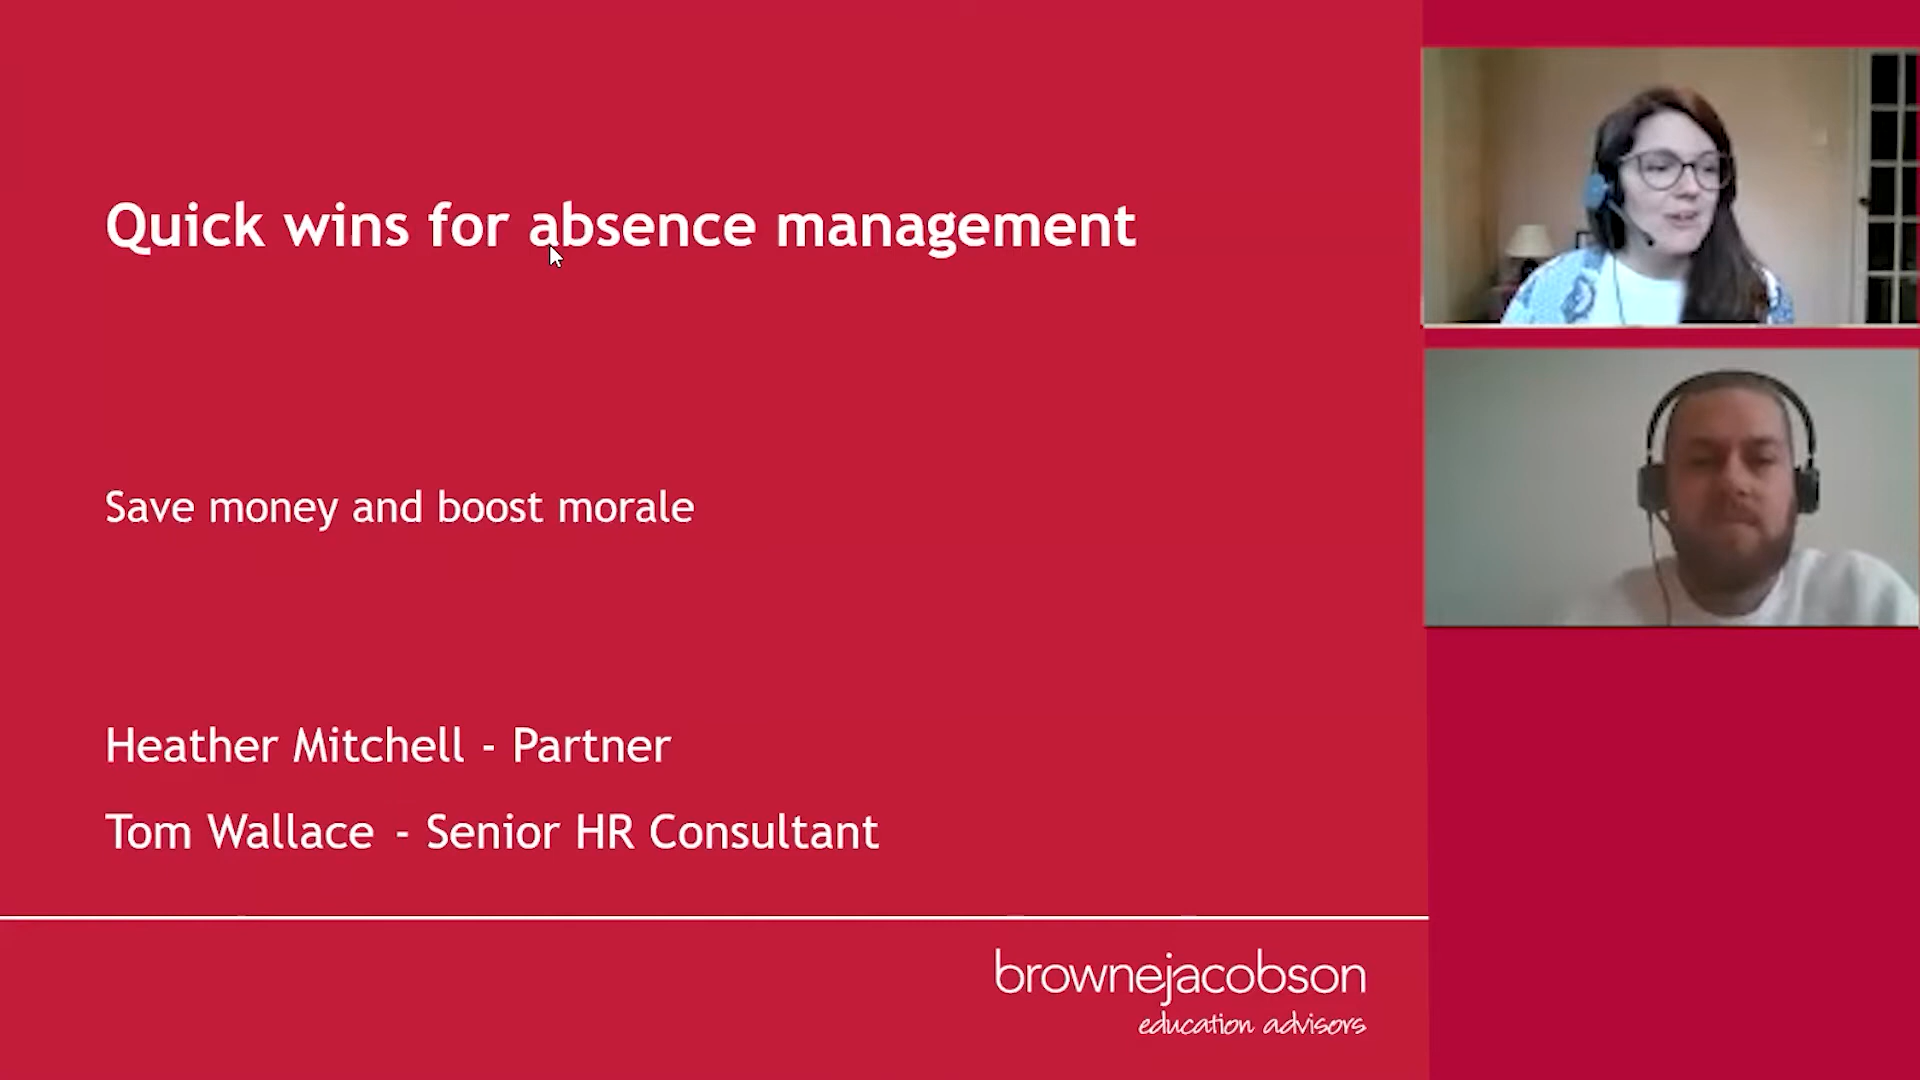 Quick wins for absence management
Save money and boost morale
Heather Mitchell - Partner
Tom Wallace - Senior HR Consultant
brownejacobson
education advisors